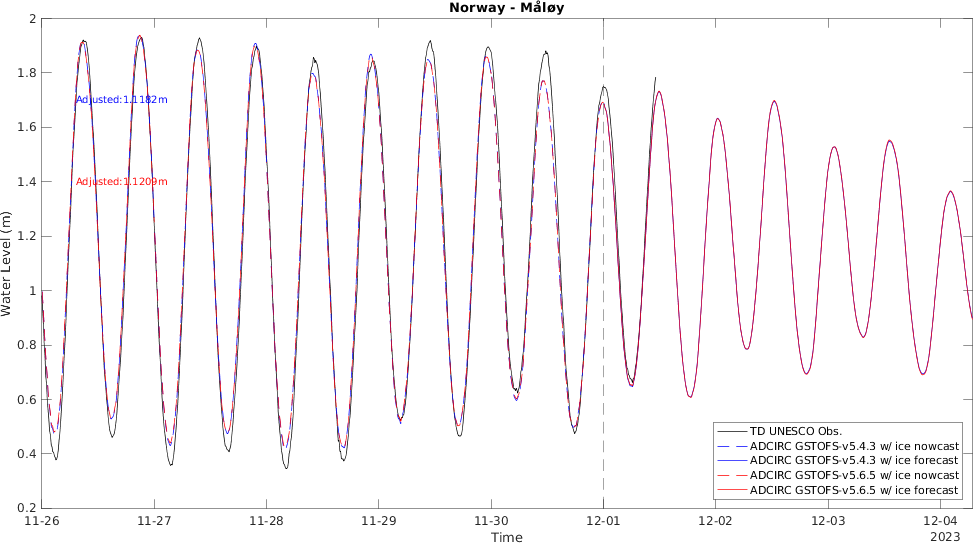 Norway - Måløy
2
1.8
Adjusted:1.1182m
1.6
1.4
Adjusted:1.1209m
1.2
1
0.8
0.6
0.4
0.2
Water Level (m)
TD UNESCO Obs.
ADCIRC GSTOFS-v5.4.3 w/ ice nowcast
ADCIRC GSTOFS-v5.4.3 w/ ice forecast
ADCIRC GSTOFS-v5.6.5 w/ ice nowcast
ADCIRC GSTOFS-v5.6.5 w/ ice forecast
11-26 11-27 11-28 11-29 11-30 12-01 12-02 12-03 12-04
Time 2023